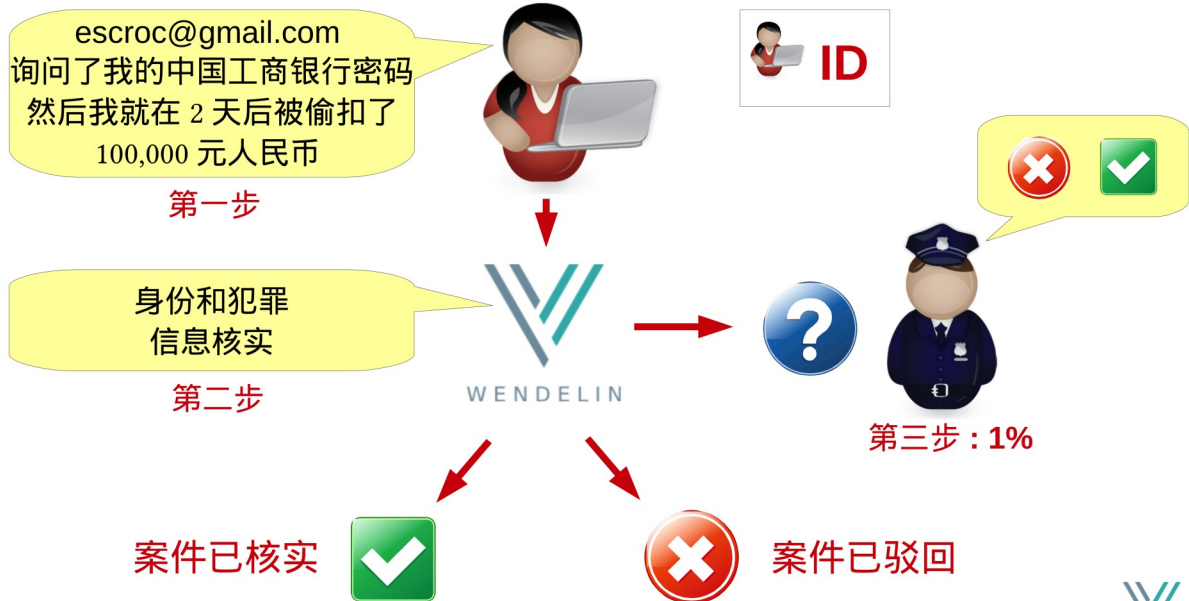 escroc@gmail.com
询问了我的中国工商银行密码
然后我就在 2 天后被偷扣了
100,000 元人民币
第一步
ID
身份和犯罪
信息核实
第二步
WENDELIN
第三步 : 1%
案件已核实
案件已驳回